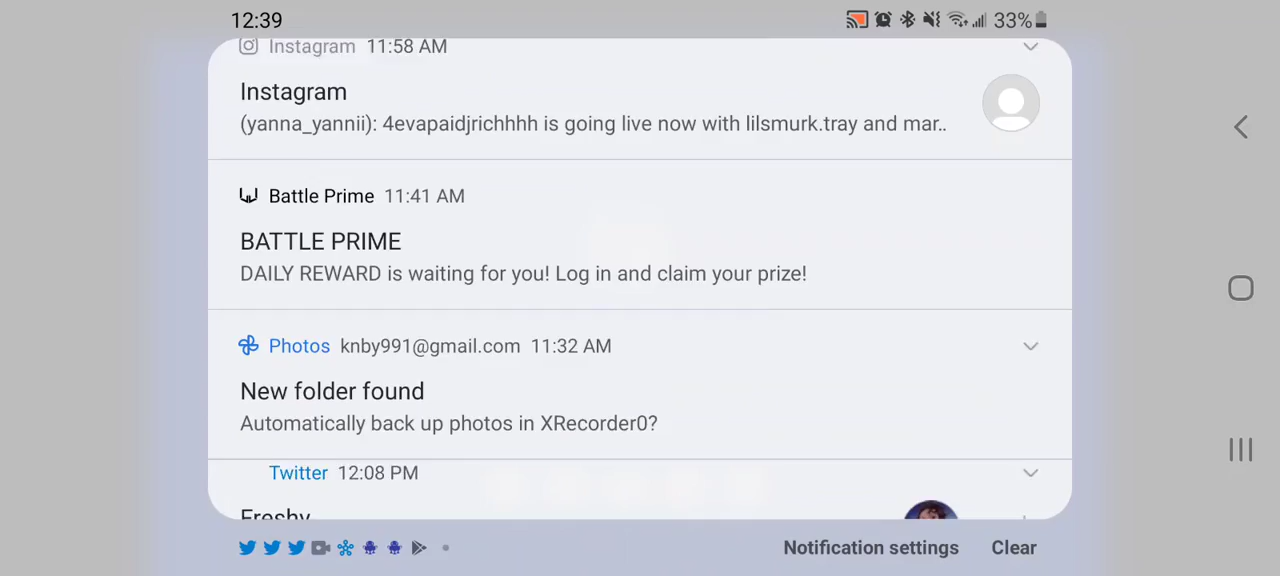 12:39
33%
Instagram 11:58 AM
Instagram
(yanna_yannii): 4evapaidjrichhhh is going live now with lilsmurk.tray and mar..
Battle Prime 11:41 AM
BATTLE PRIME
DAILY REWARD is waiting for you! Log in and claim your prize!
Photos knby991@gmail.com 11:32 AM
New folder found
Automatically back up photos in XRecorder0?
Twitter 12:08 PM
Freshy
Notification settings Clear